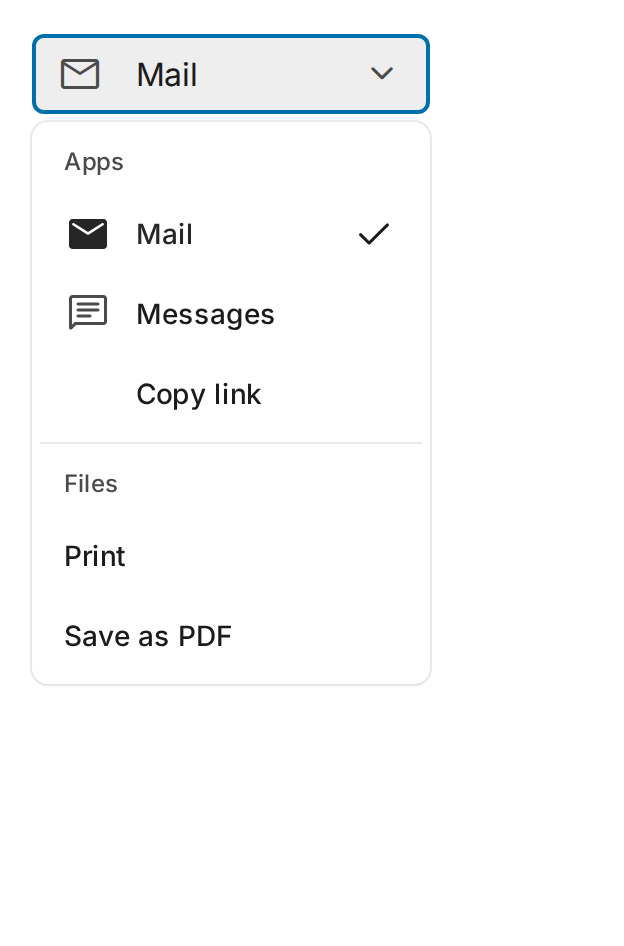 Mail
Apps
Mail
Messages
Copy link
Files
Print
Save as PDF